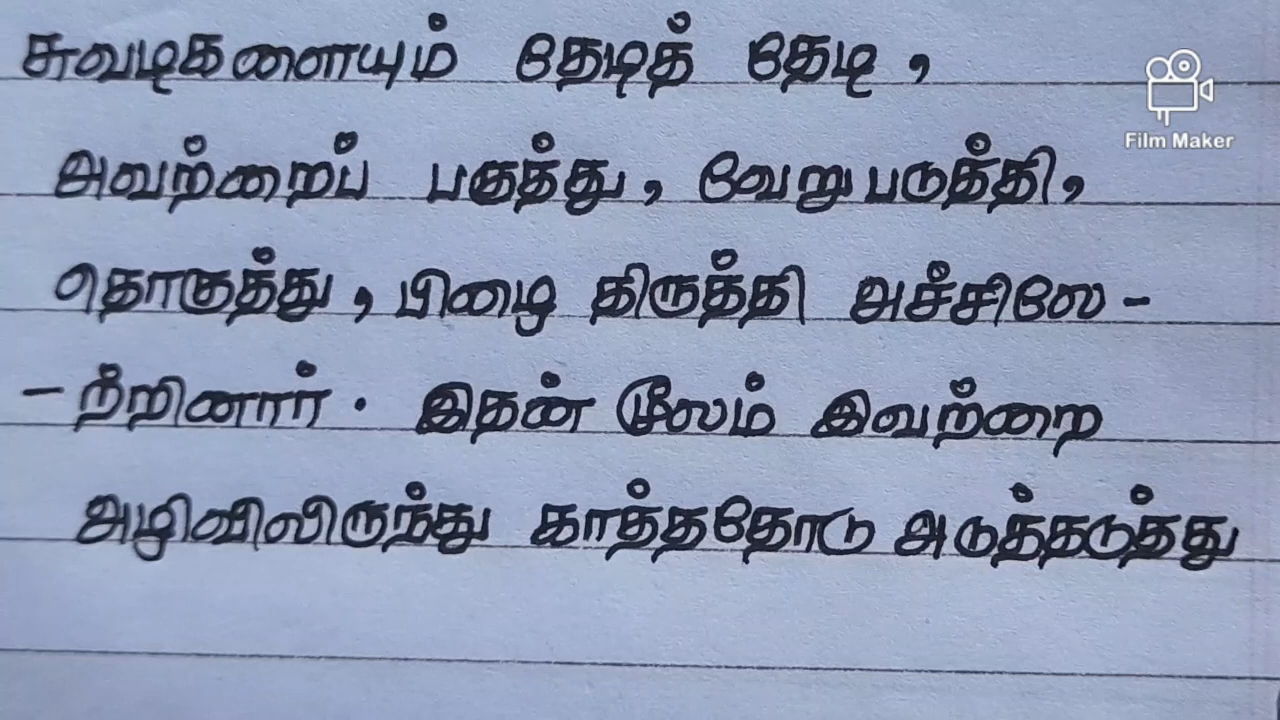 சுவடிகளையும் தேடித் தேடி,
Film Maker
அவற்றைப் பகுத்து, வேறுபடுத்தி,
தொகுத்து, பிழை திருத்தி அச்சிலே-
-ற்றினார். இதன் மூலம் இவற்றை
அழிவிலிருந்து காத்ததோடு அடுத்தடுத்து